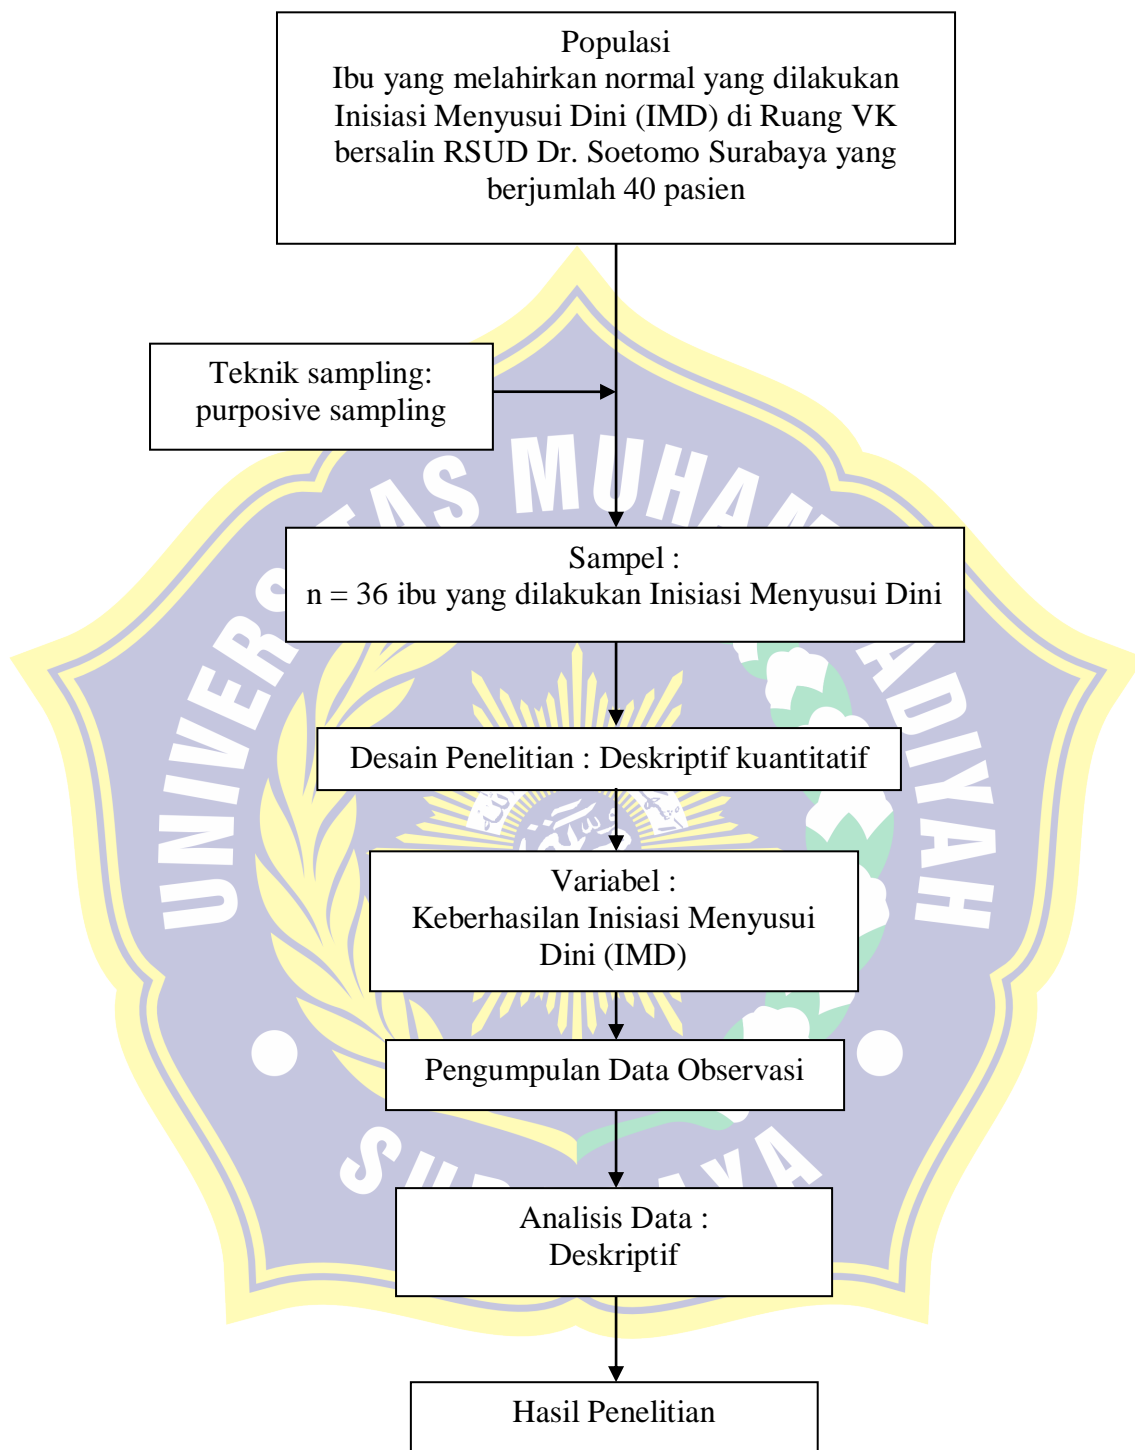 Populasi
Ibu yang melahirkan normal yang dilakukan
Inisiasi Menyusui Dini (IMD) di Ruang VK
bersalin RSUD Dr. Soetomo Surabaya yang
berjumlah 40 pasien
Teknik sampling:
purposive sampling
Sampel :
n = 36 ibu yang dilakukan Inisiasi Menyusui Dini
Desain Penelitian : Deskriptif kuantitatif
Variabel :
Keberhasilan Inisiasi Menyusui
Dini (IMD)
Pengumpulan Data Observasi
Analisis Data :
Deskriptif
Hasil Penelitian